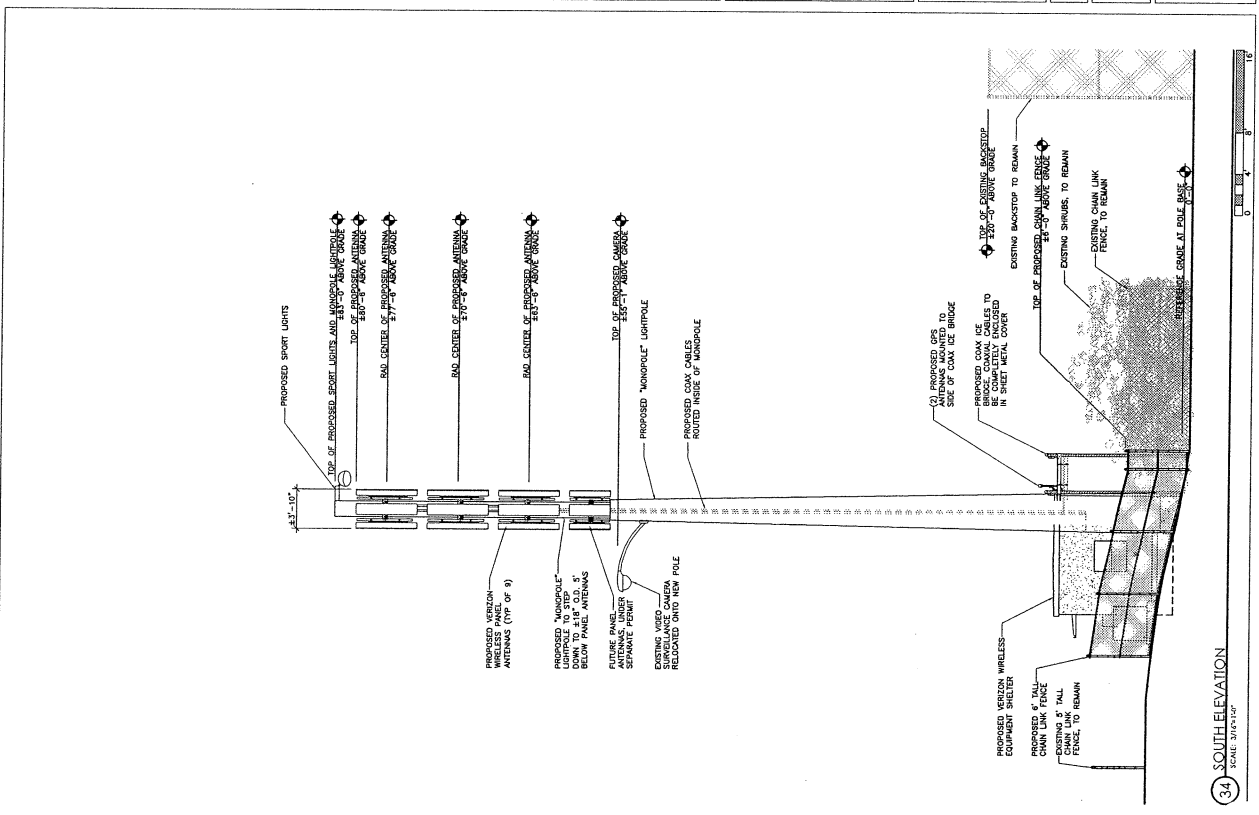 PROPOSED SPORT LIGHTS
±3'-10"
TOP OF PROPOSED SPORT LIGHTS AND MONOPOLE LIGHTPOLE
±83'-0" ABOVE GRADE
TOP OF PROPOSED ANTENNA
±80'-6" ABOVE GRADE
RAD CENTER OF PROPOSED ANTENNA
±77'-6" ABOVE GRADE
RAD CENTER OF PROPOSED ANTENNA
±70'-6" ABOVE GRADE
RAD CENTER OF PROPOSED ANTENNA
±63'-6" ABOVE GRADE
TOP OF PROPOSED CAMERA
±55'-1" ABOVE GRADE
PROPOSED VERIZON
WIRELESS PANEL
ANTENNAS (TYP OF 9)
PROPOSED "MONOPOLE"
LIGHTPOLE TO STEP
DOWN TO ±18" O.D. 5'
BELOW PANEL ANTENNAS
FUTURE PANEL
ANTENNAS, UNDER
SEPARATE PERMIT
EXISTING VIDEO
SURVEILLANCE CAMERA
RELOCATED ONTO NEW POLE
PROPOSED "MONOPOLE" LIGHTPOLE
PROPOSED COAX CABLES
ROUTED INSIDE OF MONOPOLE
(2) PROPOSED GPS
ANTENNAS MOUNTED TO
SIDE OF COAX ICE BRIDGE
PROPOSED COAX ICE
BRIDGE, COAXIAL CABLES TO
BE COMPLETELY ENCLOSED
IN SHEET METAL COVER
TOP OF EXISTING BACKSTOP
±20'-0" ABOVE GRADE
EXISTING BACKSTOP TO REMAIN
TOP OF PROPOSED CHAIN LINK FENCE
±6'-0" ABOVE GRADE
EXISTING SHRUBS, TO REMAIN
EXISTING CHAIN LINK
FENCE, TO REMAIN
REFERENCE GRADE AT POLE BASE
0'-0"
PROPOSED VERIZON WIRELESS
EQUIPMENT SHELTER
PROPOSED 6' TALL
CHAIN LINK FENCE
EXISTING 5' TALL
CHAIN LINK
FENCE, TO REMAIN
34 SOUTH ELEVATION
SCALE: 3/16"=1'-0"
0 4' 8' 16'